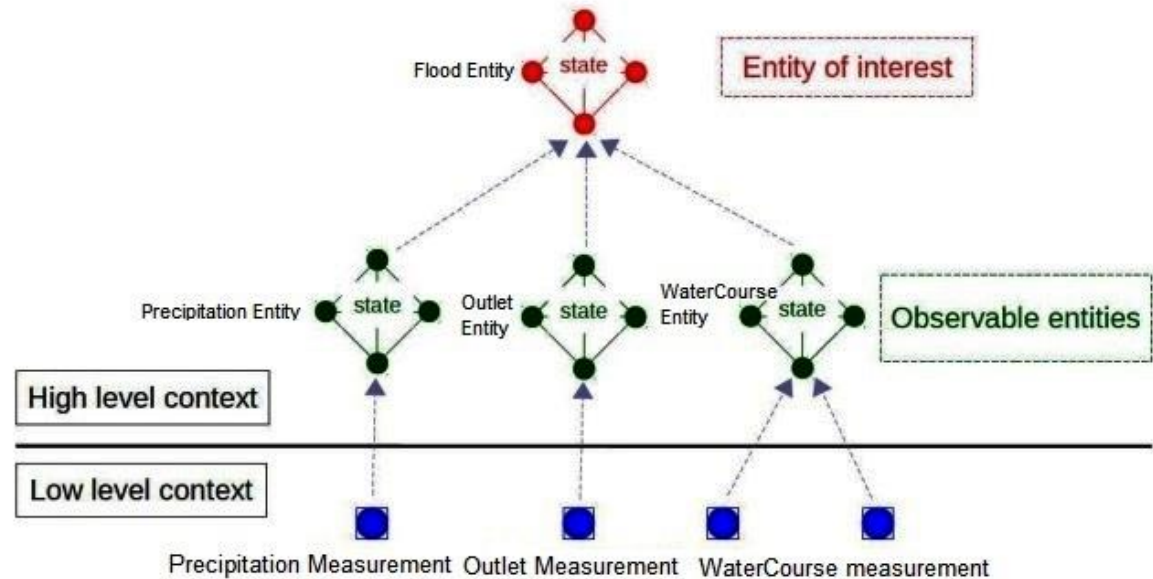 Flood Entity
state
Entity of interest
Precipitation Entity
state
Outlet
Entity
state
WaterCourse
Entity
state
Observable entities
High level context
Low level context
Precipitation Measurement
Outlet Measurement
WaterCourse measurement